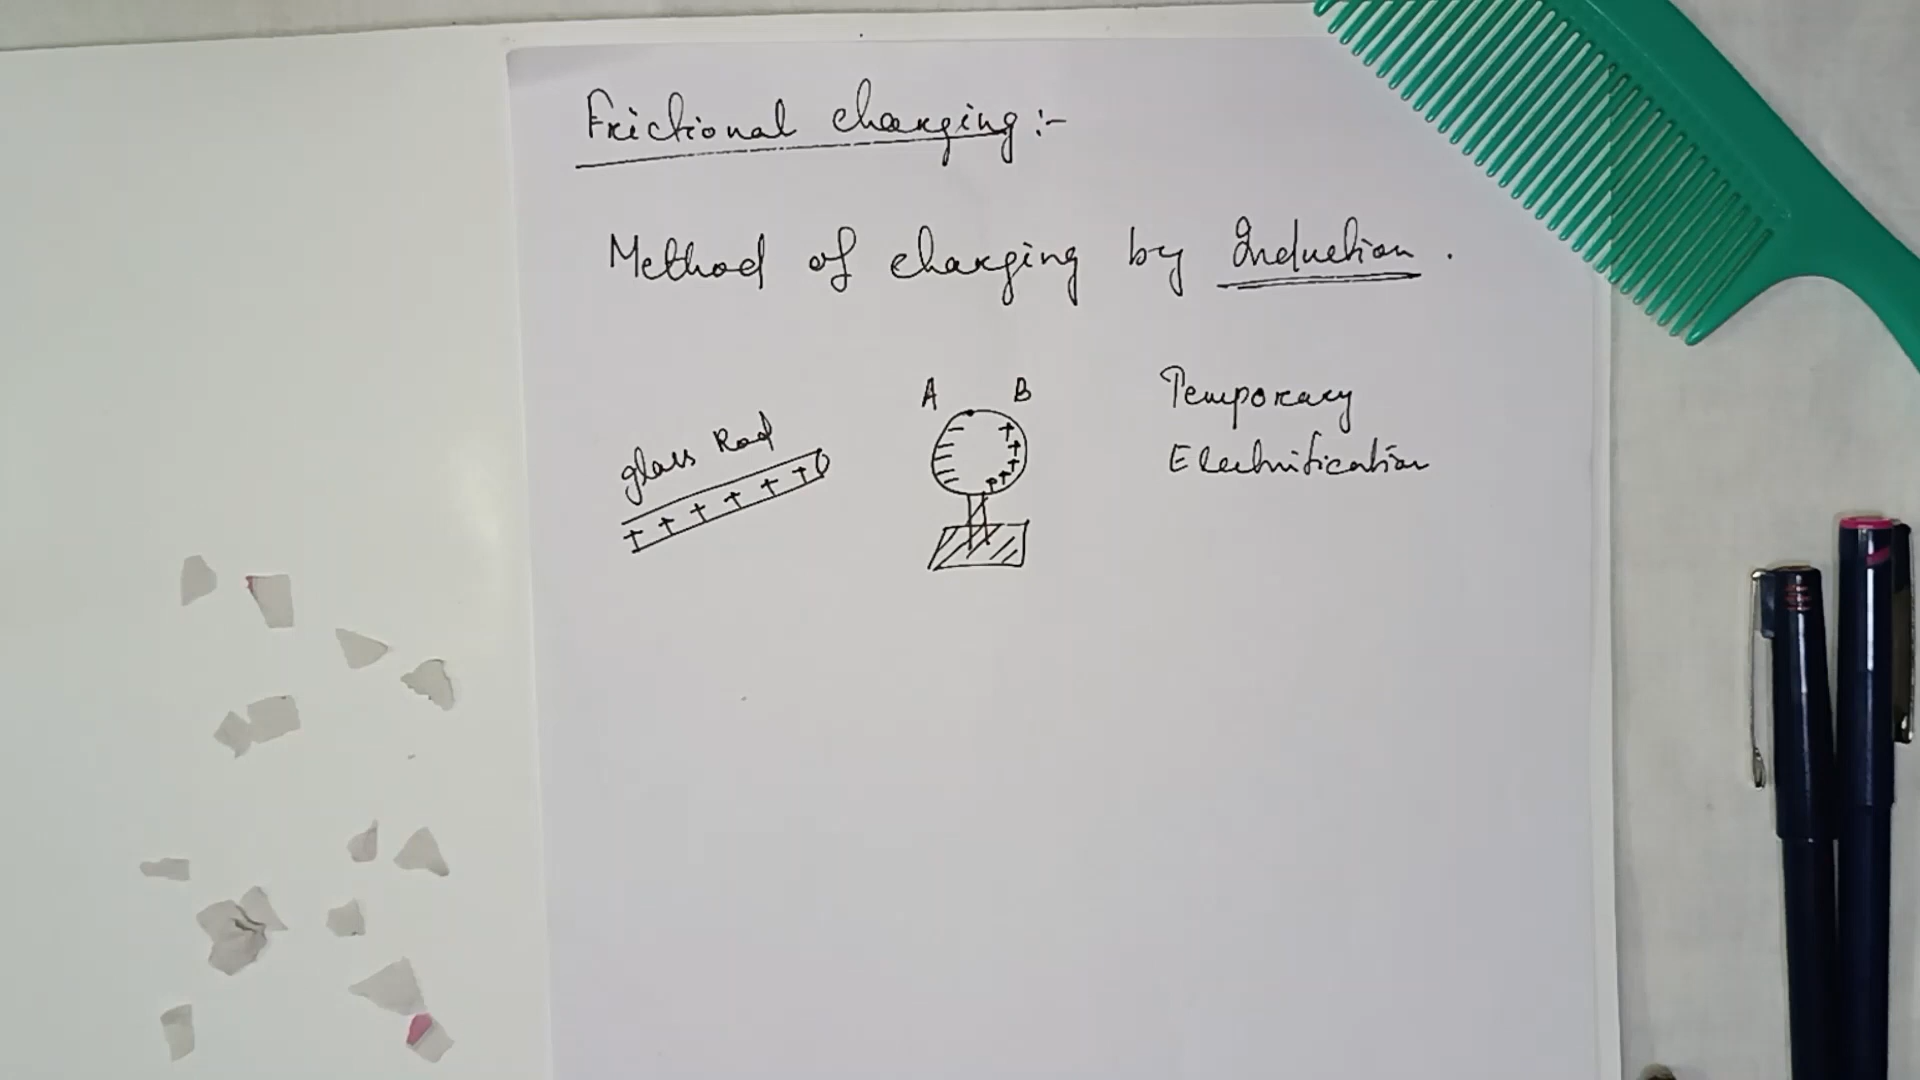 Frictional charging :-
Method of charging by Induction .
A B
glass Rod
+ + + + + +
Temporary
Electrification